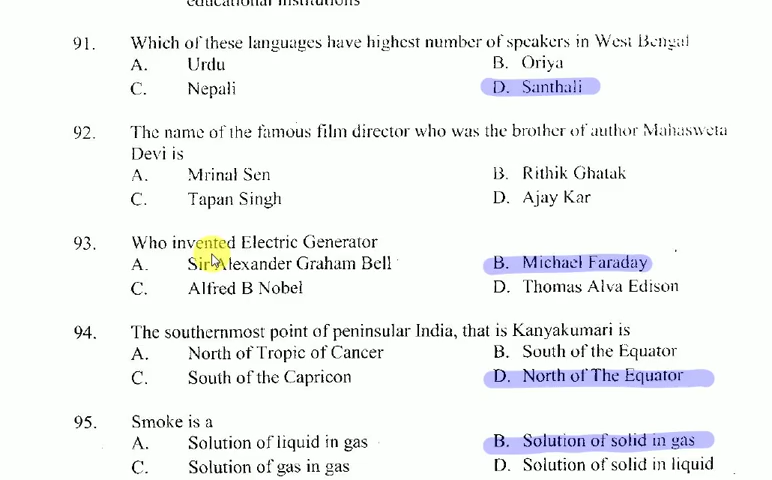 educational institutions
91. Which of these languages have highest number of speakers in West Bengal
A. Urdu B. Oriya
C. Nepali D. Santhali
92. The name of the famous film director who was the brother of author Mahasweta
Devi is
A. Mrinal Sen B. Rithik Ghatak
C. Tapan Singh D. Ajay Kar
93. Who invented Electric Generator
A. Sir Alexander Graham Bell B. Michael Faraday
C. Alfred B Nobel D. Thomas Alva Edison
94. The southernmost point of peninsular India, that is Kanyakumari is
A. North of Tropic of Cancer B. South of the Equator
C. South of the Capricon D. North of The Equator
95. Smoke is a
A. Solution of liquid in gas B. Solution of solid in gas
C. Solution of gas in gas D. Solution of solid in liquid